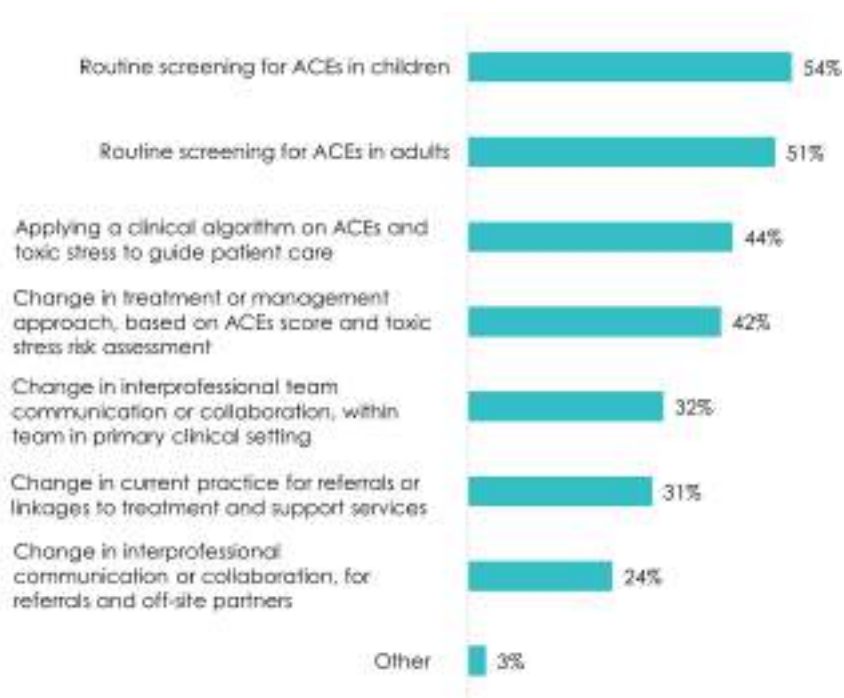 Routine screening for ACEs in children 54%
Routine screening for ACEs in adults 51%
Applying a clinical algorithm on ACEs and
toxic stress to guide patient care
44%
Change in treatment or management
approach, based on ACEs score and toxic
stress risk assessment
42%
Change in interprofessional team
communication or collaboration, within
team in primary clinical setting
32%
Change in current practice for referrals or
linkages to treatment and support services
31%
Change in interprofessional
communication or collaboration, for
referrals and off-site partners
24%
Other 3%